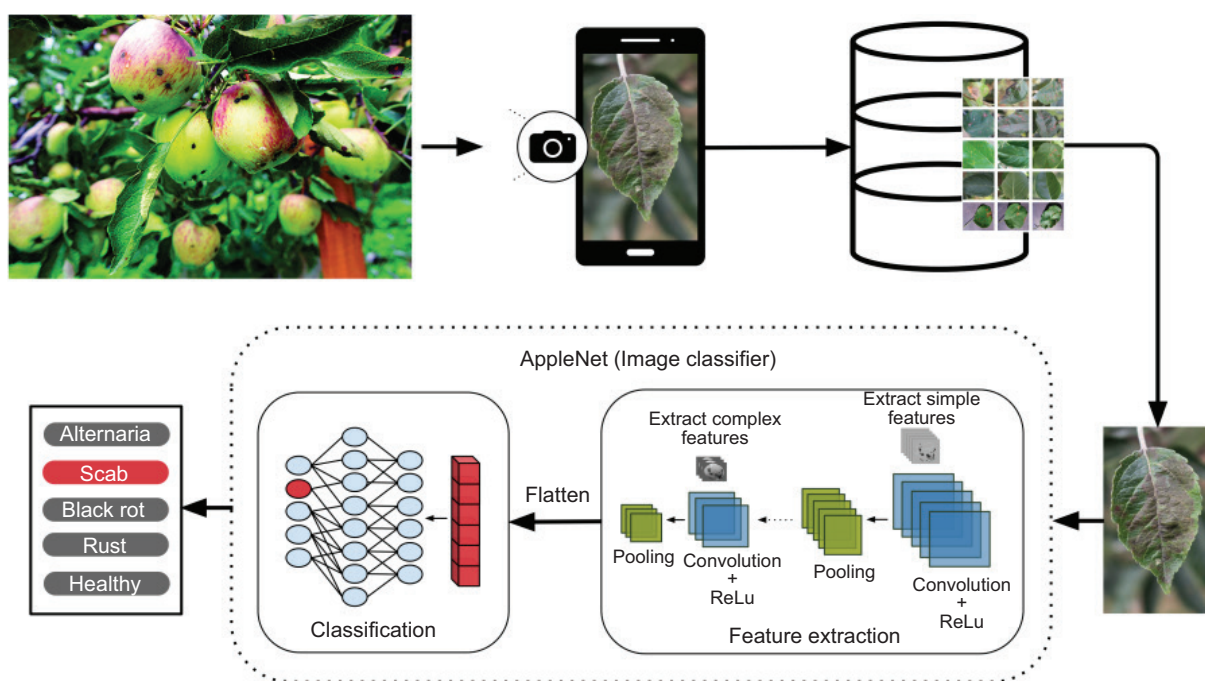 AppleNet (Image classifier)
Alternaria
Scab
Black rot
Rust
Healthy
Classification
Flatten
Extract complex
features
Extract simple
features
Pooling
Convolution
+
ReLu
Pooling
Convolution
+
ReLu
Feature extraction